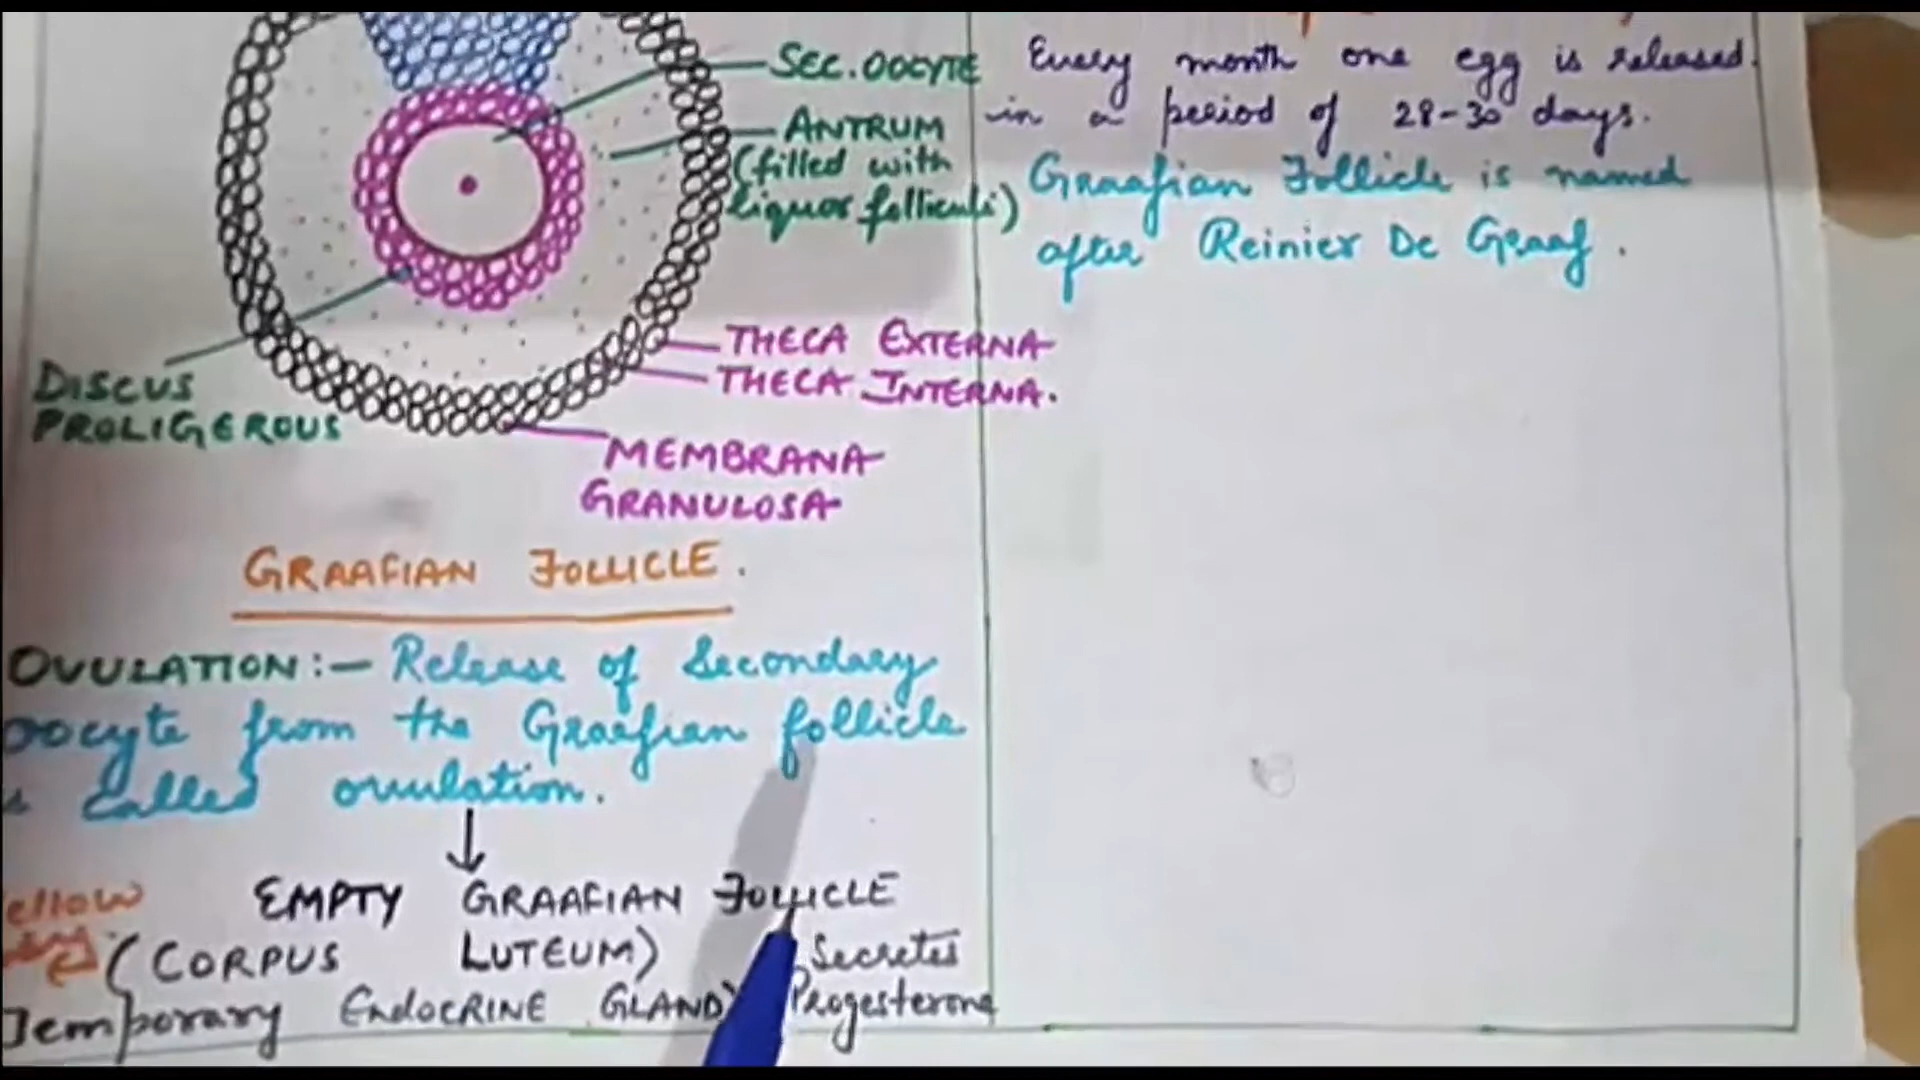 SEC. OOCYTE
ANTRUM
(filled with
liquor folliculi)
DISCUS
PROLIGEROUS
THECA EXTERNA
THECA INTERNA.
MEMBRANA
GRANULOSA
GRAAFIAN FOLLICLE.
OVULATION:- Release of Secondary
oocyte from the Graafian follicle
called ovulation.
EMPTY GRAAFIAN FOLLICLE
(CORPUS LUTEUM) Secretes
Temporary ENDOCRINE GLAND) Progesterone
Every month one egg is released.
in a period of 28-30 days.
Graafian Follicle is named
after Reinier De Graaf.